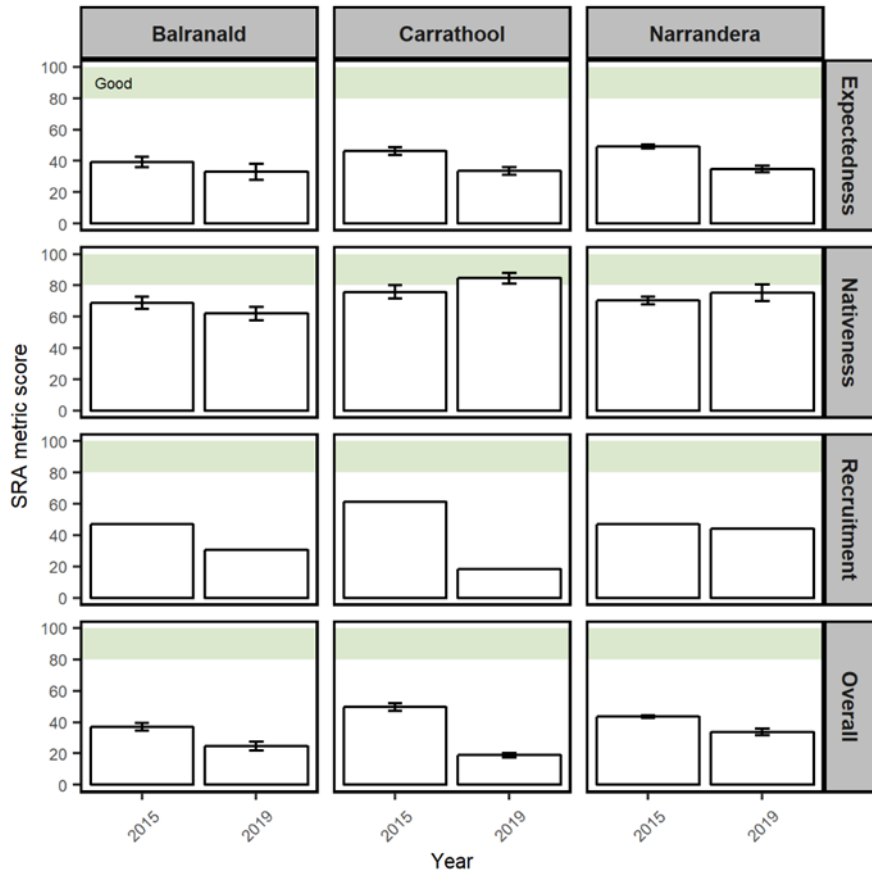 Balranald Carrathool Narrandera
100
80
60
40
20
0
Good
Expectedness
100
80
60
40
20
0
Nativeness
100
80
60
40
20
0
Recruitment
100
80
60
40
20
0
Overall
SRA metric score
2015 2019 2015 2019 2015 2019
Year